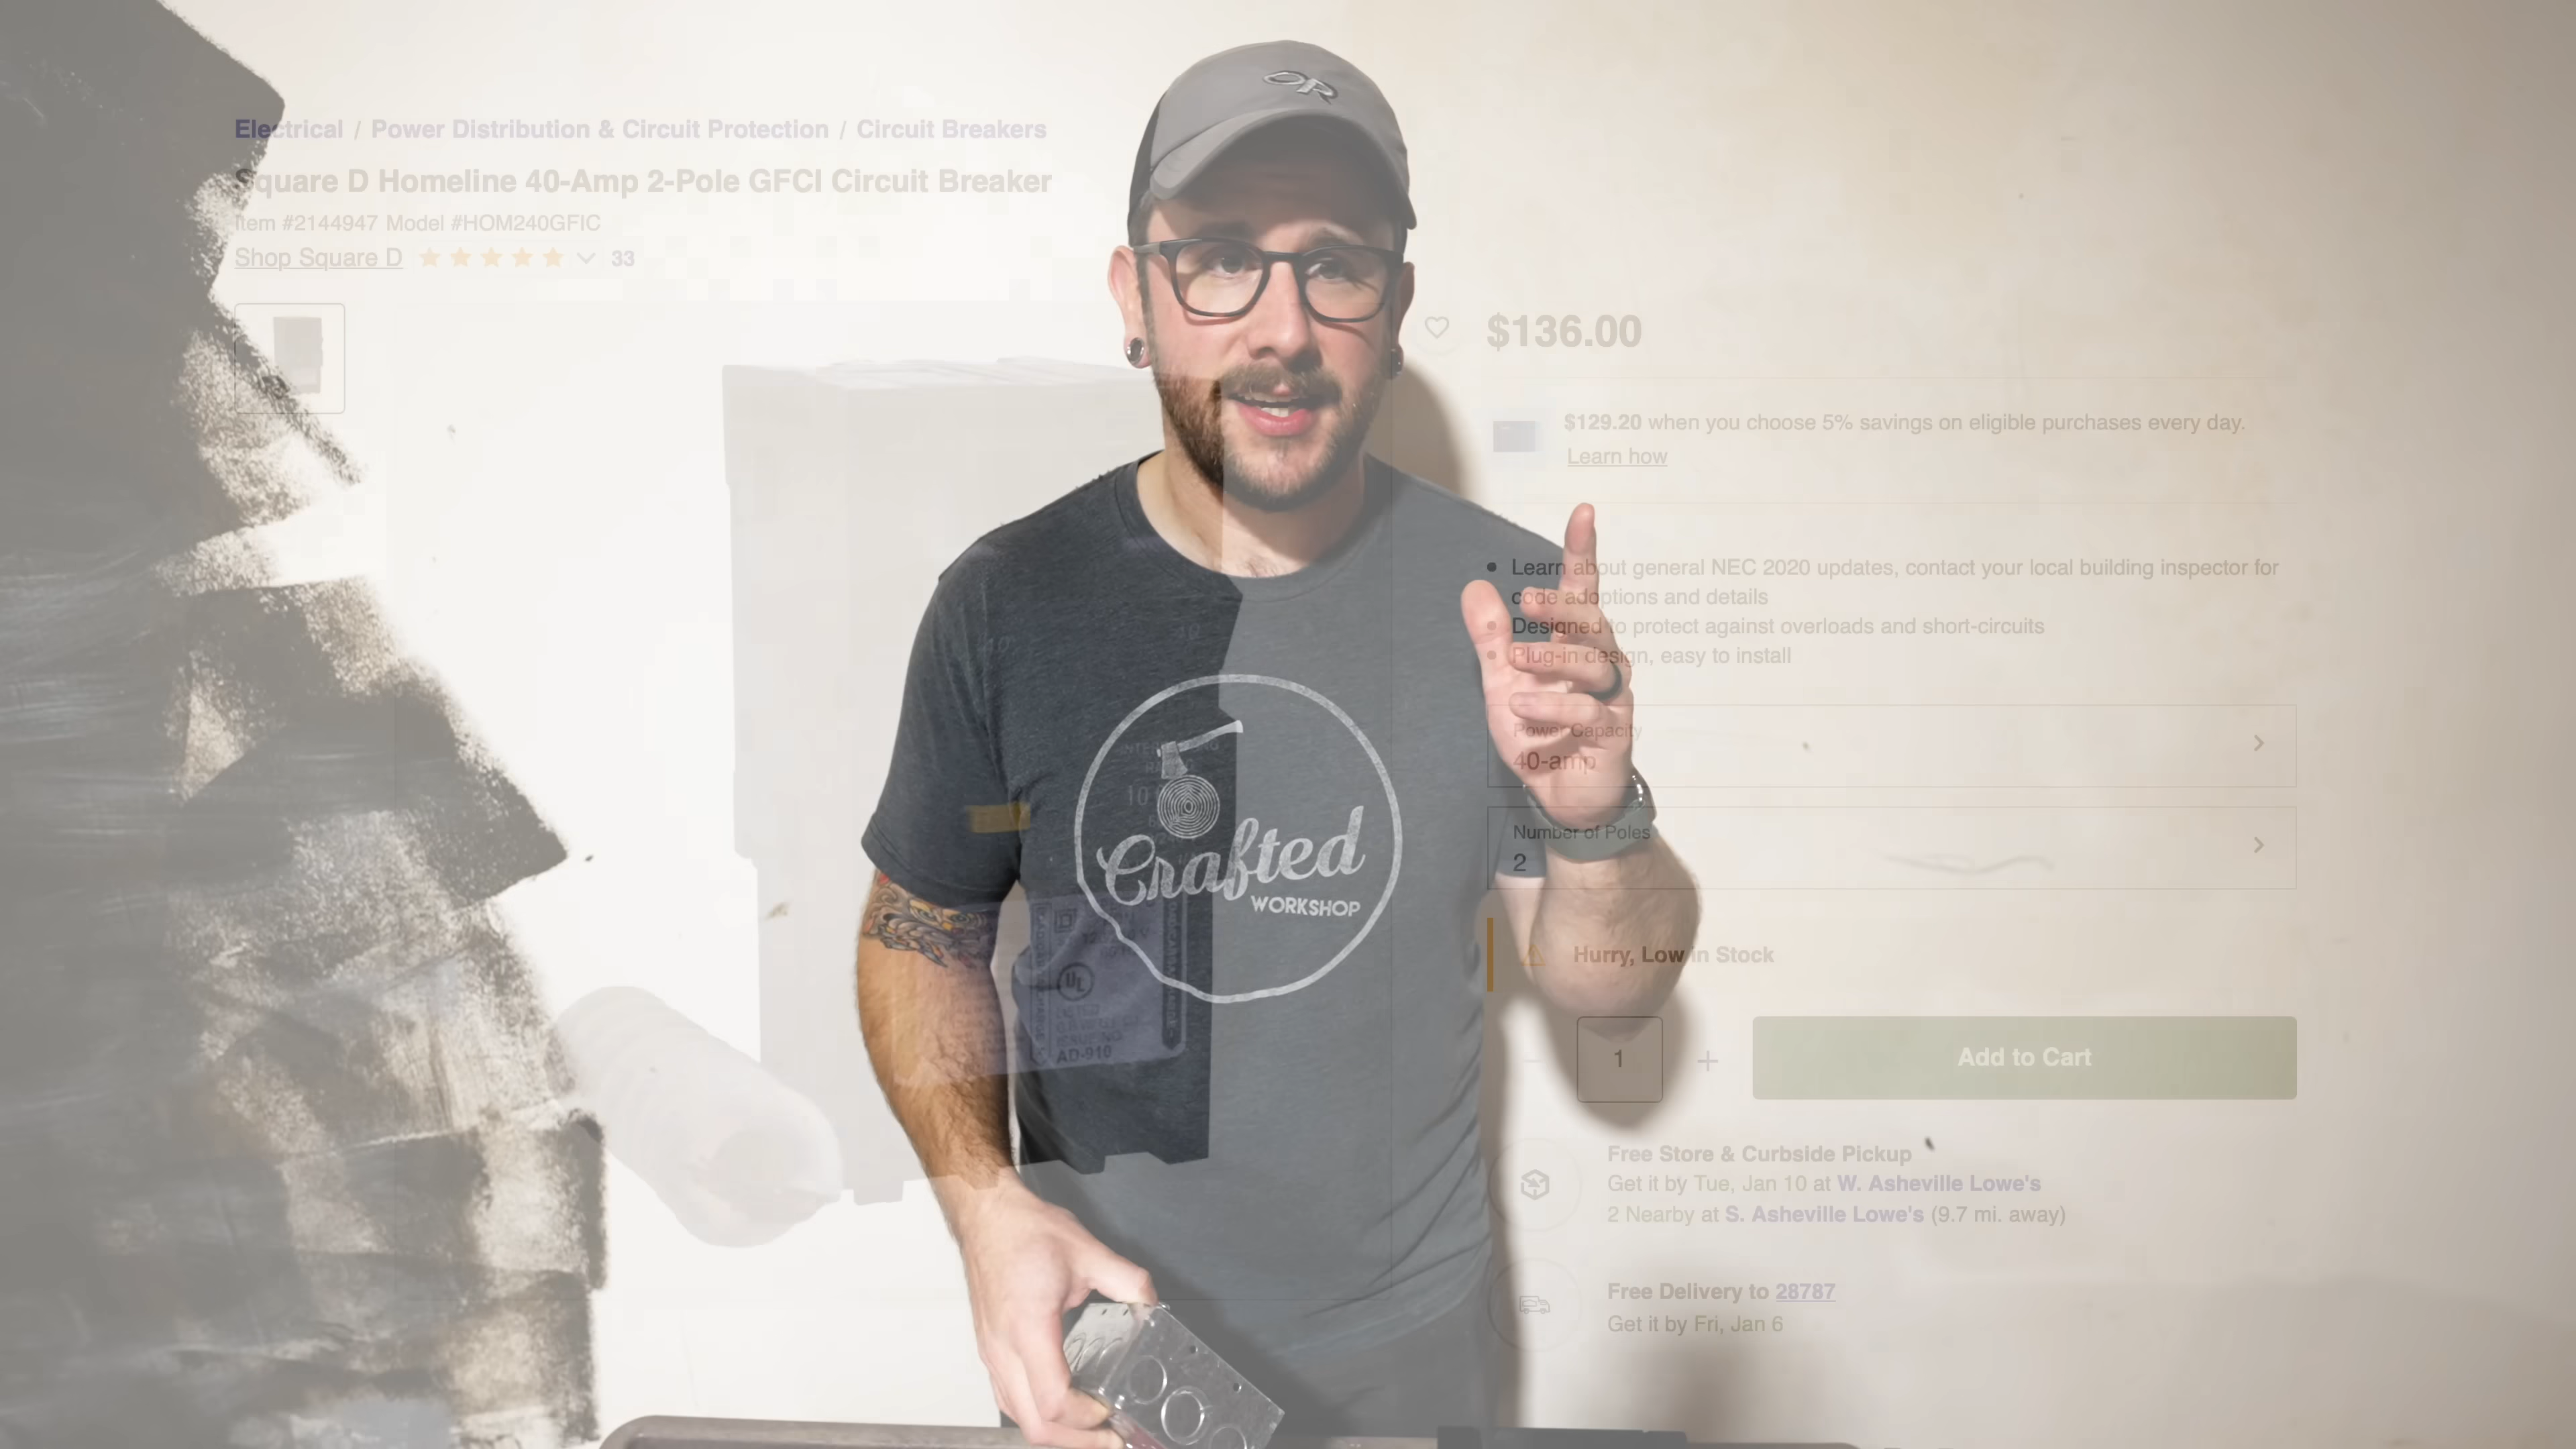 OR
Electrical / Power Distribution & Circuit Protection / Circuit Breakers
Square D Homeline 40-Amp 2-Pole GFCI Circuit Breaker
Item #2144947 Model #HOM240GFIC
Shop Square D 33
$136.00
$129.20 when you choose 5% savings on eligible purchases every day.
Learn how
Learn about general NEC 2020 updates, contact your local building inspector for
code adoptions and details
Designed to protect against overloads and short-circuits
Plug-in design, easy to install
Power Capacity
40-amp
Number of Poles
2
Hurry, Low in Stock
1
Add to Cart
Free Store & Curbside Pickup
Get it by Tue, Jan 10 at W. Asheville Lowe's
2 Nearby at S. Asheville Lowe's (9.7 mi. away)
Free Delivery to 28787
Get it by Fri, Jan 6
Crafted
WORKSHOP
40
UL
AD-910